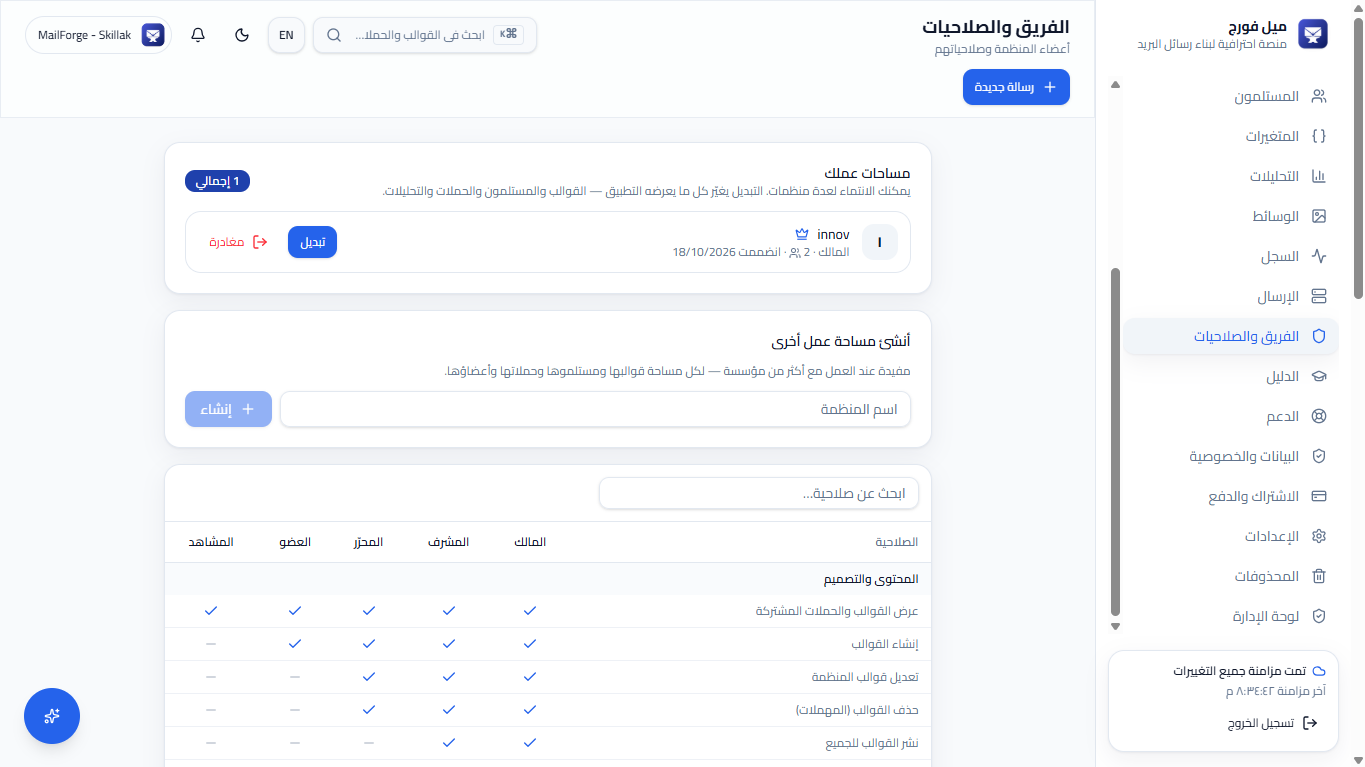 ميل فورج
منصة احترافية لبناء رسائل البريد
المستلمون
المتغيرات
التحليلات
الوسائط
السجل
الإرسال
الفريق والصلاحيات
الدليل
الدعم
البيانات والخصوصية
الاشتراك والدفع
الإعدادات
المحذوفات
لوحة الإدارة
تمت مزامنة جميع التغييرات
آخر مزامنة ٨:٣٤:٤٢ م
تسجيل الخروج
الفريق والصلاحيات
أعضاء المنظمة وصلاحياتهم
رسالة جديدة
ابحث في القوالب والحملا... ⌘K
EN
MailForge - Skillak
مساحات عملك
1 إجمالي
يمكنك الانتماء لعدة منظمات. التبديل يغيّر كل ما يعرضه التطبيق — القوالب والمستلمون والحملات والتحليلات.
I
innov
المالك · 2 · انضممت 18/10/2026
تبديل
مغادرة
أنشئ مساحة عمل أخرى
مفيدة عند العمل مع أكثر من مؤسسة — لكل مساحة قوالبها ومستلموها وحملاتها وأعضاؤها.
اسم المنظمة
إنشاء
ابحث عن صلاحية...
الصلاحية المالك المشرف المحرّر العضو المشاهد
المحتوى والتصميم
عرض القوالب والحملات المشتركة ✓ ✓ ✓ ✓ ✓
إنشاء القوالب ✓ ✓ ✓ ✓ —
تعديل قوالب المنظمة ✓ ✓ ✓ — —
حذف القوالب (المهملات) ✓ ✓ ✓ — —
نشر القوالب للجميع ✓ ✓ — — —